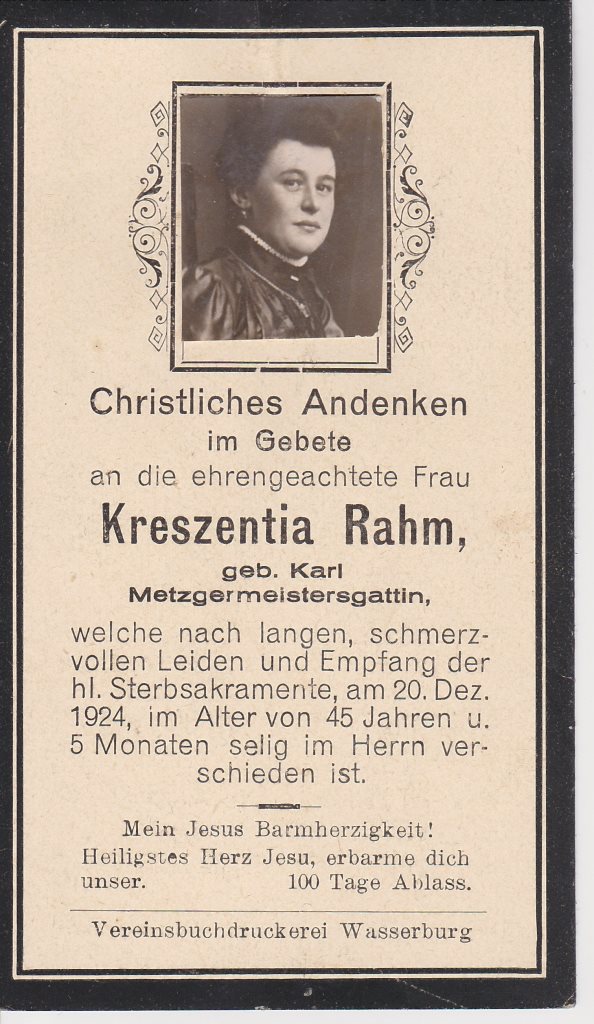 Christliches Andenken
im Gebete
an die ehrengeachtete Frau
Kreszentia Rahm,
geb. Karl
Metzgermeistersgattin,
welche nach langen, schmerz-
vollen Leiden und Empfang der
hl. Sterbsakramente, am 20. Dez.
1924, im Alter von 45 Jahren u.
5 Monaten selig im Herrn ver-
schieden ist.
Mein Jesus Barmherzigkeit!
Heiligstes Herz Jesu, erbarme dich
unser. 100 Tage Ablass.
Vereinsbuchdruckerei Wasserburg